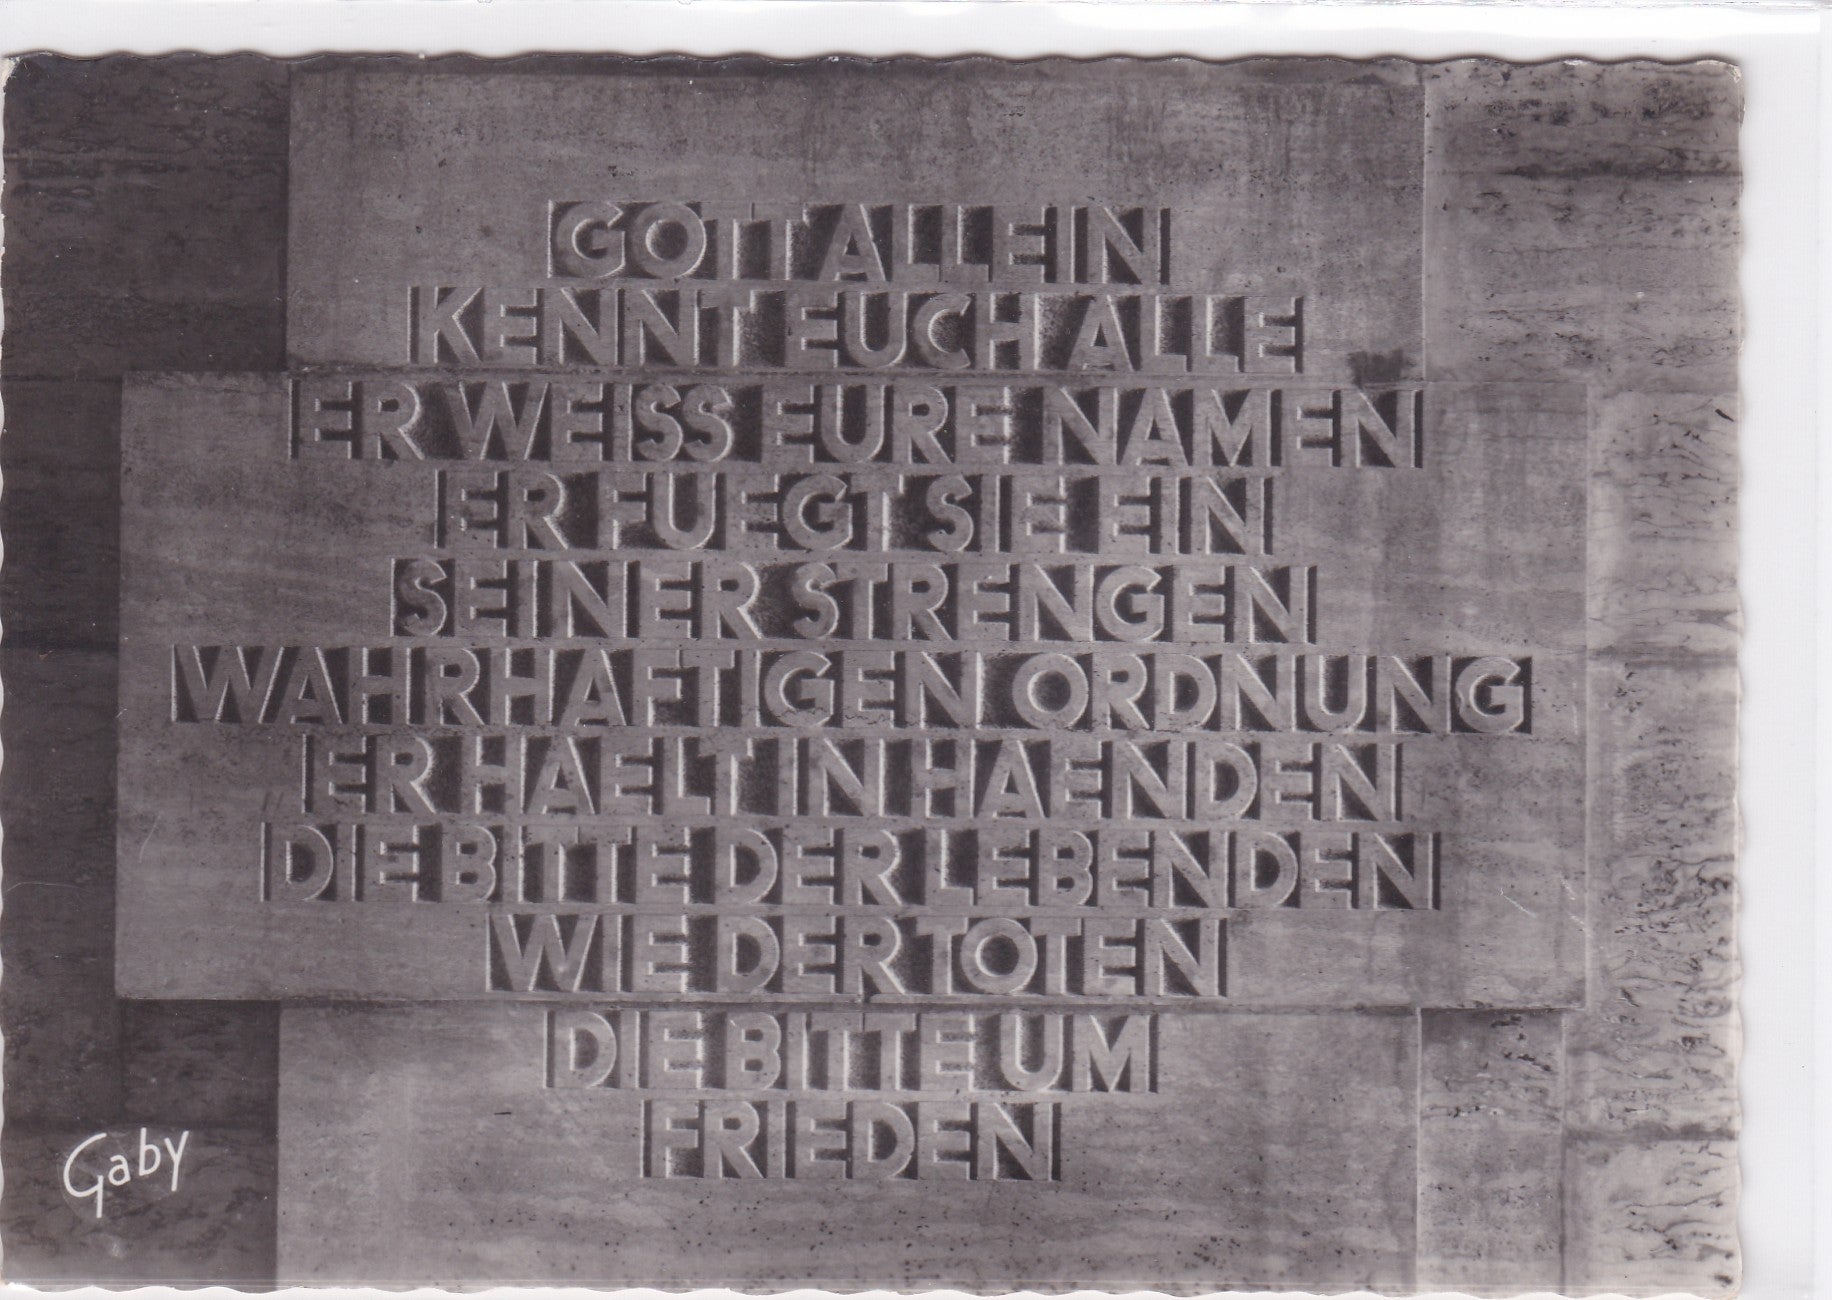 GOTT ALLEIN
KENNT EUCH ALLE
ER WEISS EURE NAMEN
ER FUEGT SIE EIN
SEINER STRENGEN
WAHRHAFTIGEN ORDNUNG
ER HAELT IN HAENDEN
DIE BITTE DER LEBENDEN
WIE DER TOTEN
DIE BITTE UM
FRIEDEN
Gaby